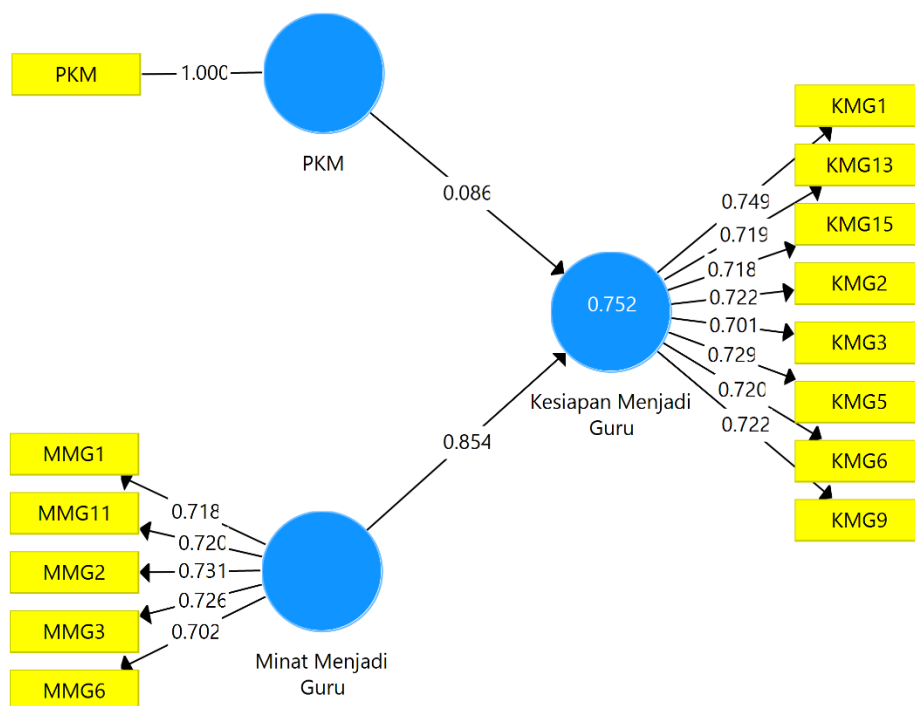 PKM
1.000
PKM
0.086
0.752
Kesiapan Menjadi
Guru
0.749
0.719
0.718
0.722
0.701
0.729
0.720
0.722
KMG1
KMG13
KMG15
KMG2
KMG3
KMG5
KMG6
KMG9
0.854
MMG1
MMG11
MMG2
MMG3
MMG6
0.718
0.720
0.731
0.726
0.702
Minat Menjadi
Guru